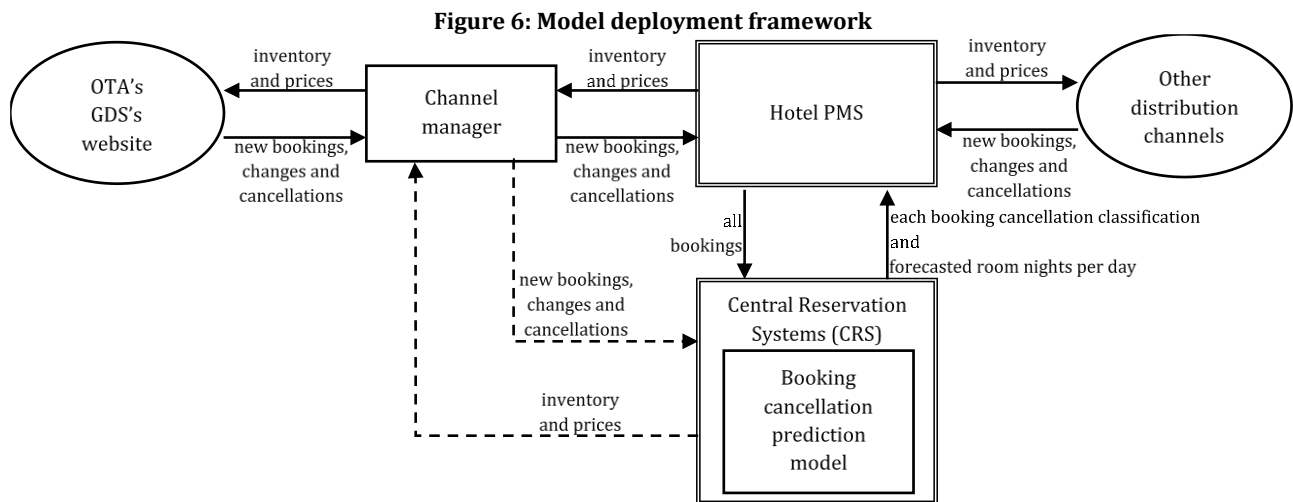 Figure 6: Model deployment framework
OTA's
GDS's
website
inventory
and prices
new bookings,
changes and
cancellations
Channel
manager
inventory
and prices
new bookings,
changes and
cancellations
Hotel PMS
inventory
and prices
new bookings,
changes and
cancellations
Other
distribution
channels
all
bookings
each booking cancellation classification
and
forecasted room nights per day
new bookings,
changes and
cancellations
inventory
and prices
Central Reservation
Systems (CRS)
Booking
cancellation
prediction
model